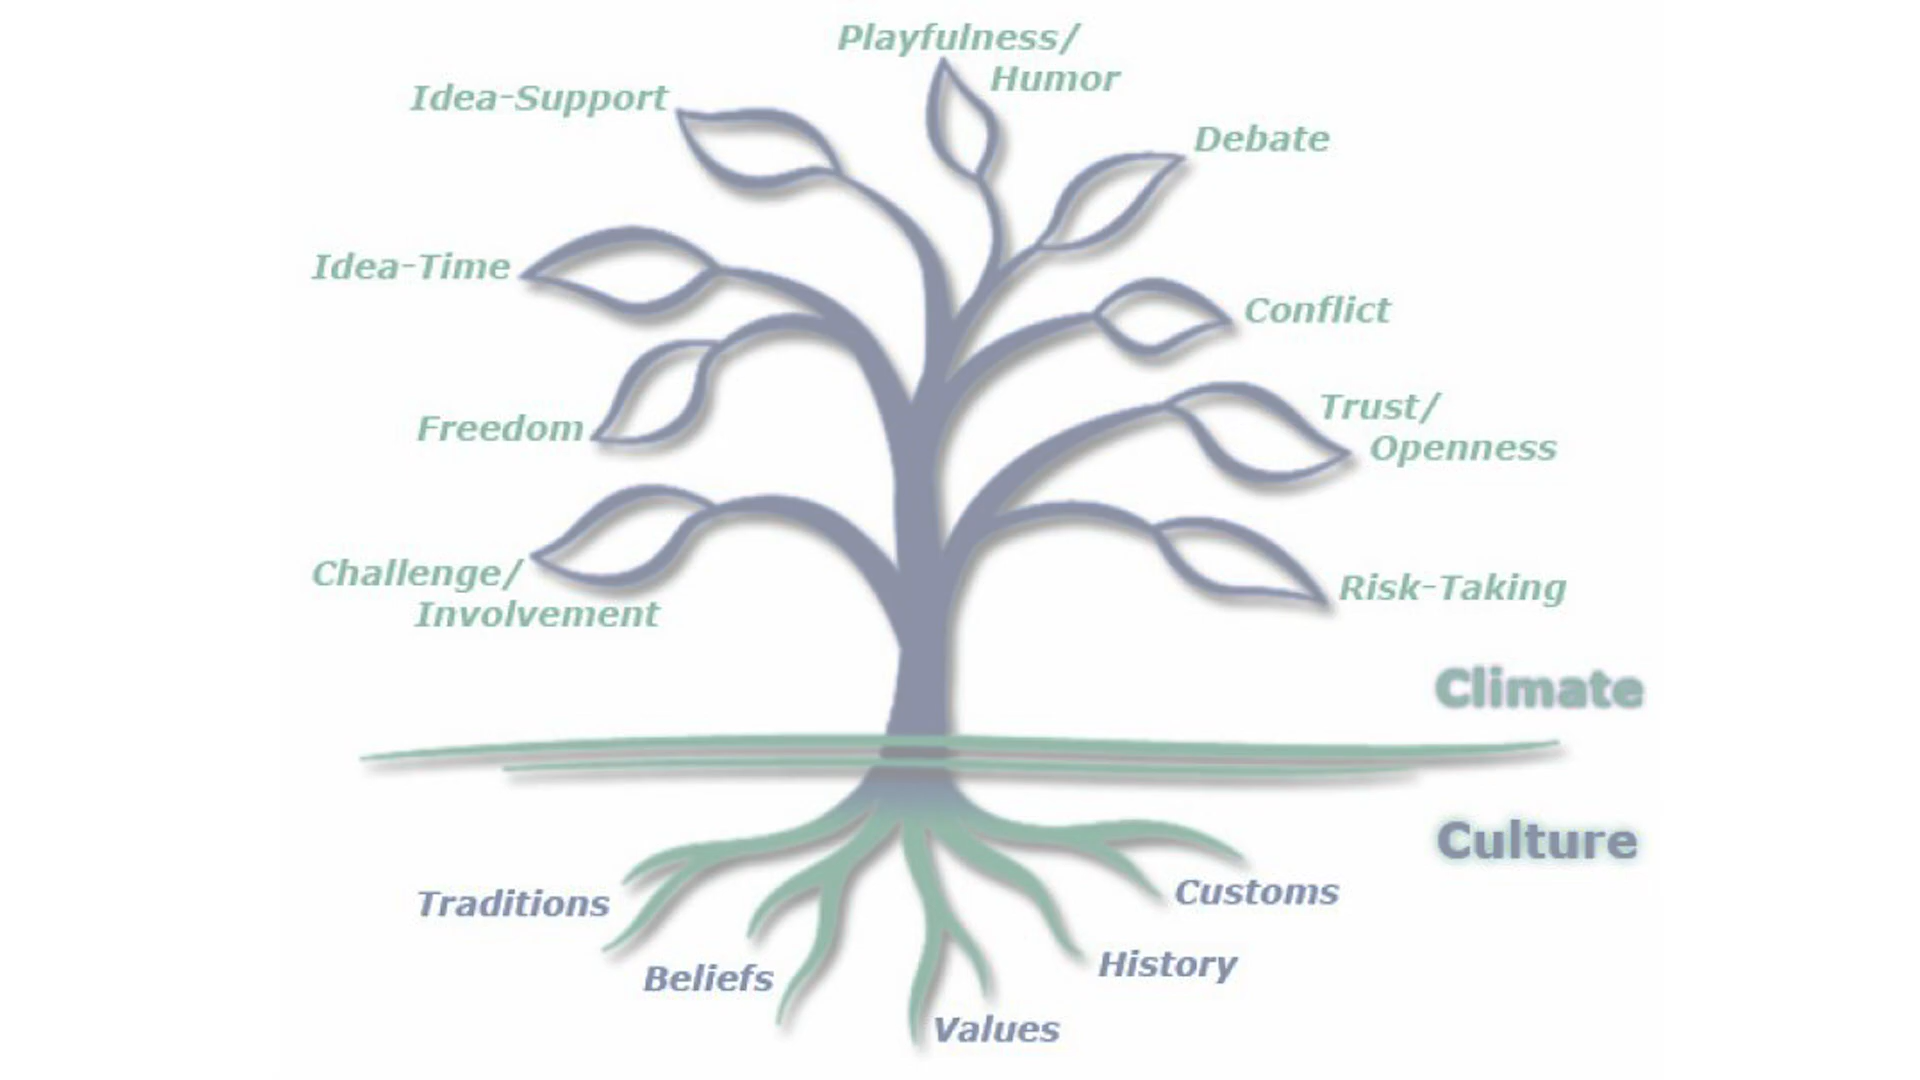 Playfulness/
Humor
Idea-Support
Debate
Idea-Time
Conflict
Trust/
Openness
Freedom
Challenge/
Involvement
Risk-Taking
Climate
Culture
Traditions
Customs
Beliefs
History
Values